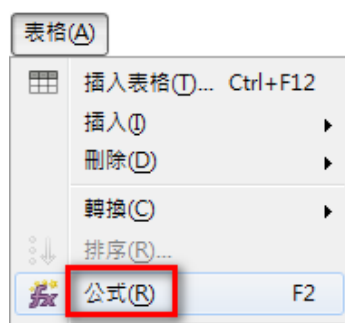 表格(A)
插入表格(T)... Ctrl+F12
插入(I)
刪除(D)
轉換(C)
排序(R)...
公式(R) F2